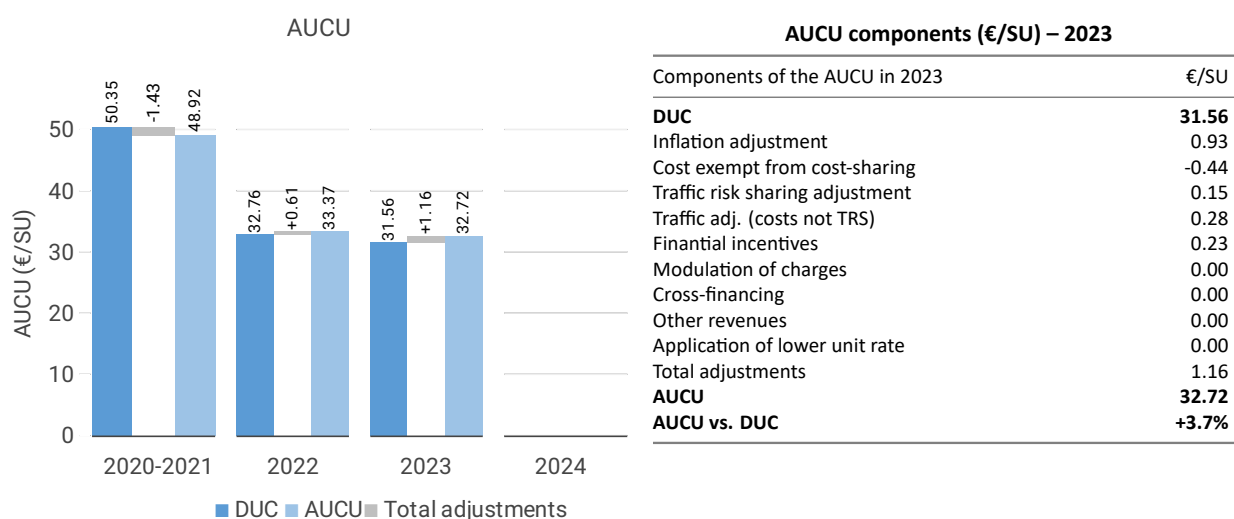 AUCU
50.35
-1.43
48.92
32.76
+0.61
33.37
31.56
+1.16
32.72
AUCU (€/SU)
50
40
30
20
10
0
2020-2021 2022 2023 2024
DUC AUCU Total adjustments
AUCU components (€/SU) – 2023
Components of the AUCU in 2023 €/SU
DUC 31.56
Inflation adjustment 0.93
Cost exempt from cost-sharing -0.44
Traffic risk sharing adjustment 0.15
Traffic adj. (costs not TRS) 0.28
Finantial incentives 0.23
Modulation of charges 0.00
Cross-financing 0.00
Other revenues 0.00
Application of lower unit rate 0.00
Total adjustments 1.16
AUCU 32.72
AUCU vs. DUC +3.7%